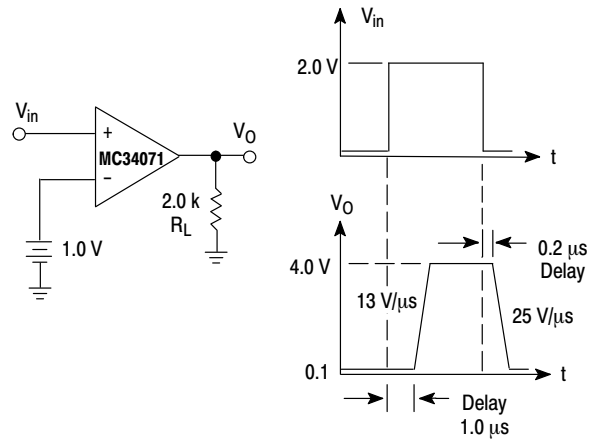 V_in
+
MC34071
−
V_O
2.0 k
R_L
1.0 V
V_in
2.0 V
t
V_O
4.0 V
0.2 μs
Delay
13 V/μs
25 V/μs
0.1
t
Delay
1.0 μs